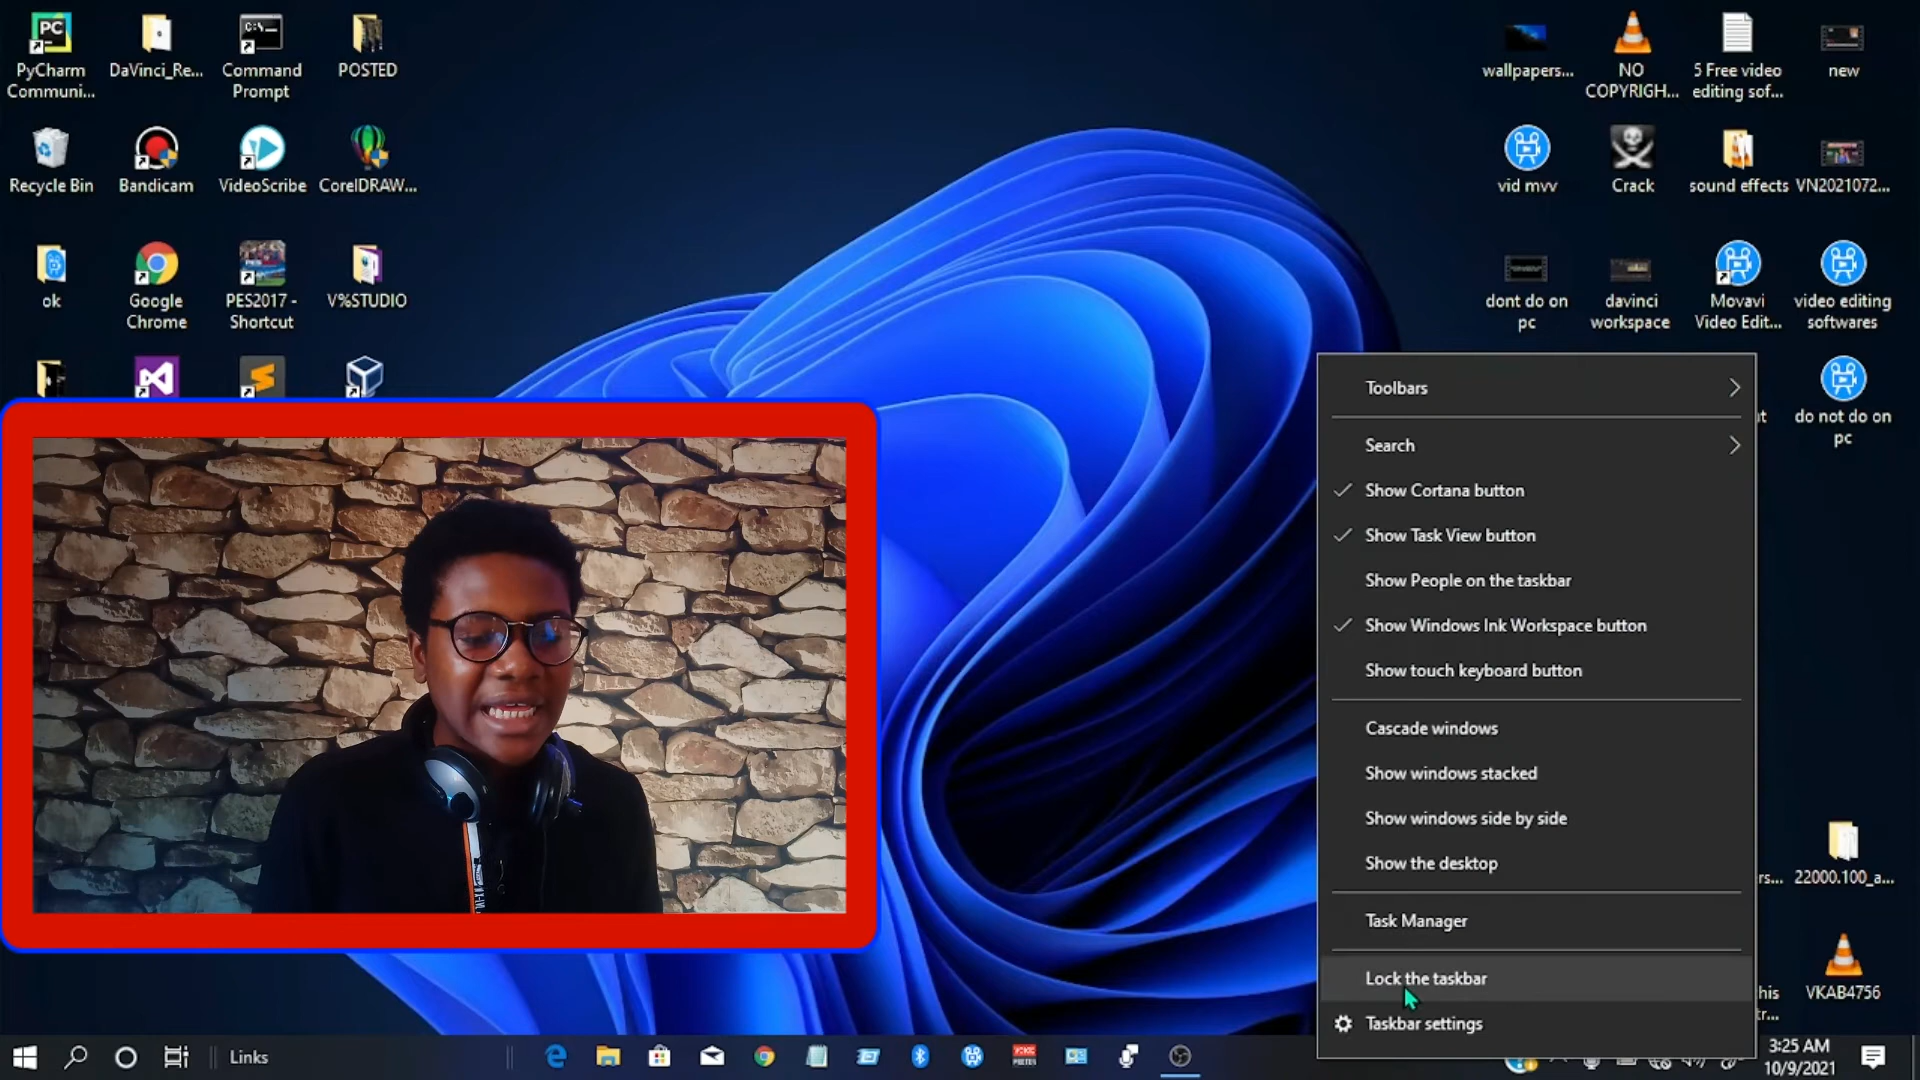 PyCharm
Communi...
DaVinci_Re...
Command
Prompt
POSTED
Recycle Bin
Bandicam
VideoScribe
CorelDRAW...
ok
Google
Chrome
PES2017 -
Shortcut
V%STUDIO
wallpapers...
NO
COPYRIGH...
5 Free video
editing sof...
new
vid mvv
Crack
sound effects
VN2021072...
dont do on
pc
davinci
workspace
Movavi
Video Edit...
video editing
softwares
do not do on
pc
Toolbars
Search
Show Cortana button
Show Task View button
Show People on the taskbar
Show Windows Ink Workspace button
Show touch keyboard button
Cascade windows
Show windows stacked
Show windows side by side
Show the desktop
Task Manager
Lock the taskbar
Taskbar settings
22000.100_a...
VKAB4756
Links
3:25 AM
10/9/2021